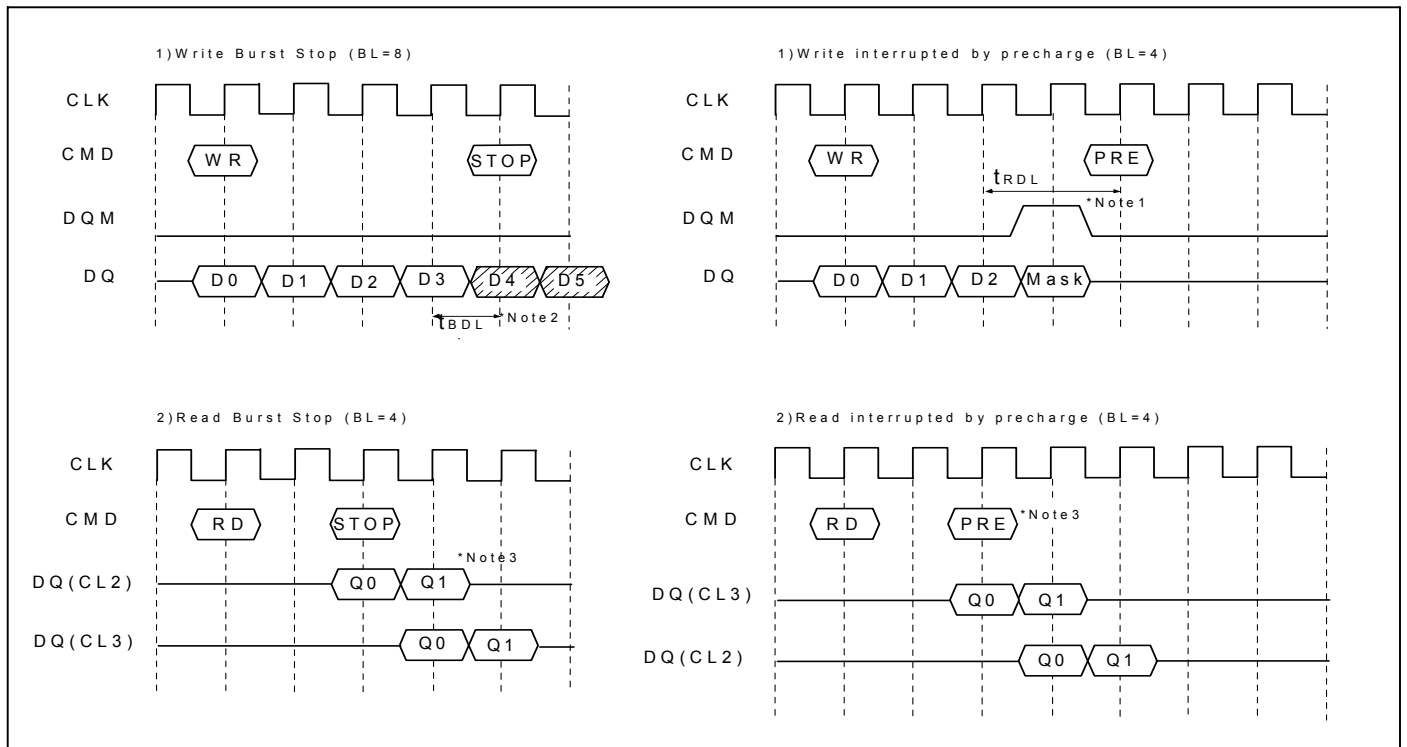 1)Write Burst Stop (BL=8)
CLK
CMD WR STOP
DQM
DQ D0 D1 D2 D3 D4 D5
tBDL *Note2
1)Write interrupted by precharge (BL=4)
CLK
CMD WR PRE
tRDL *Note1
DQM
DQ D0 D1 D2 Mask
2)Read Burst Stop (BL=4)
CLK
CMD RD STOP
*Note3
DQ(CL2) Q0 Q1
DQ(CL3) Q0 Q1
2)Read interrupted by precharge (BL=4)
CLK
CMD RD PRE *Note3
DQ(CL3) Q0 Q1
DQ(CL2) Q0 Q1